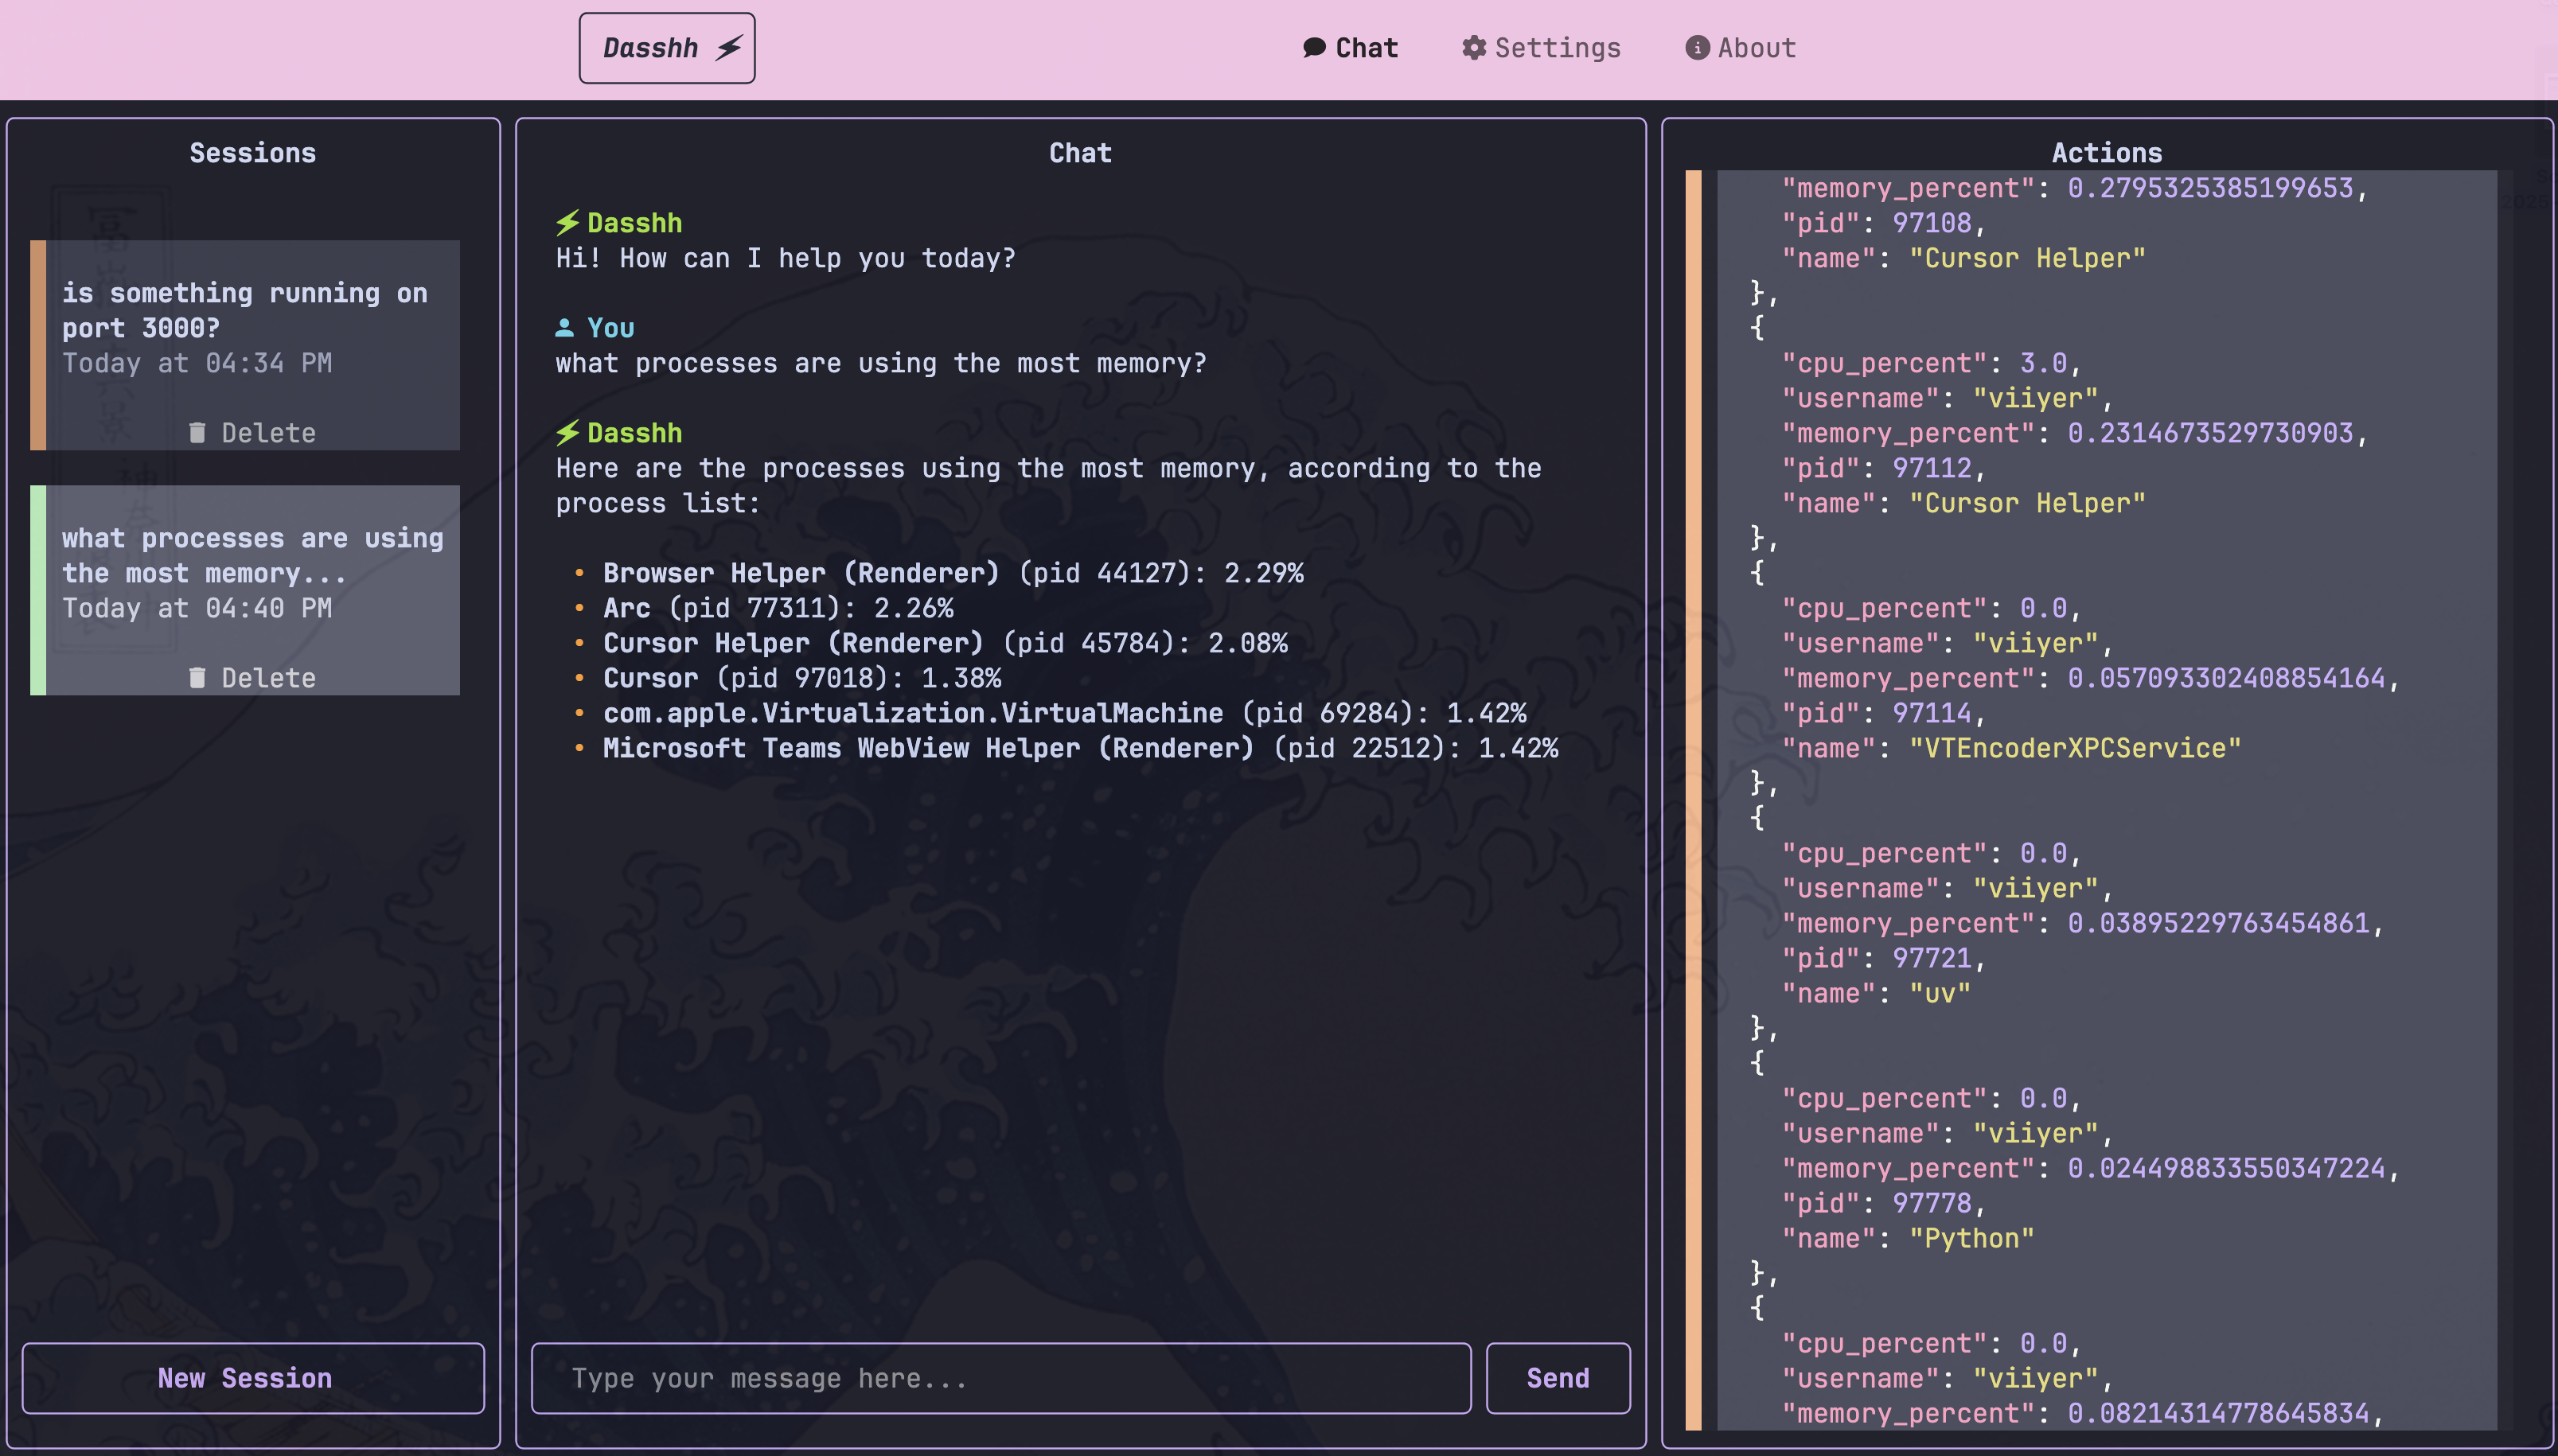 Dasshh
Chat
Settings
About
Sessions
is something running on
port 3000?
Today at 04:34 PM
Delete
what processes are using
the most memory...
Today at 04:40 PM
Delete
New Session
Chat
Dasshh
Hi! How can I help you today?
You
what processes are using the most memory?
Dasshh
Here are the processes using the most memory, according to the
process list:
• Browser Helper (Renderer) (pid 44127): 2.29%
• Arc (pid 77311): 2.26%
• Cursor Helper (Renderer) (pid 45784): 2.08%
• Cursor (pid 97018): 1.38%
• com.apple.Virtualization.VirtualMachine (pid 69284): 1.42%
• Microsoft Teams WebView Helper (Renderer) (pid 22512): 1.42%
Type your message here...
Send
Actions
"memory_percent": 0.2795325385199653,
"pid": 97108,
"name": "Cursor Helper"
},
{
"cpu_percent": 3.0,
"username": "viiyer",
"memory_percent": 0.2314673529730903,
"pid": 97112,
"name": "Cursor Helper"
},
{
"cpu_percent": 0.0,
"username": "viiyer",
"memory_percent": 0.057093302408854164,
"pid": 97114,
"name": "VTEncoderXPCService"
},
{
"cpu_percent": 0.0,
"username": "viiyer",
"memory_percent": 0.03895229763454861,
"pid": 97721,
"name": "uv"
},
{
"cpu_percent": 0.0,
"username": "viiyer",
"memory_percent": 0.024498833550347224,
"pid": 97778,
"name": "Python"
},
{
"cpu_percent": 0.0,
"username": "viiyer",
"memory_percent": 0.08214314778645834,